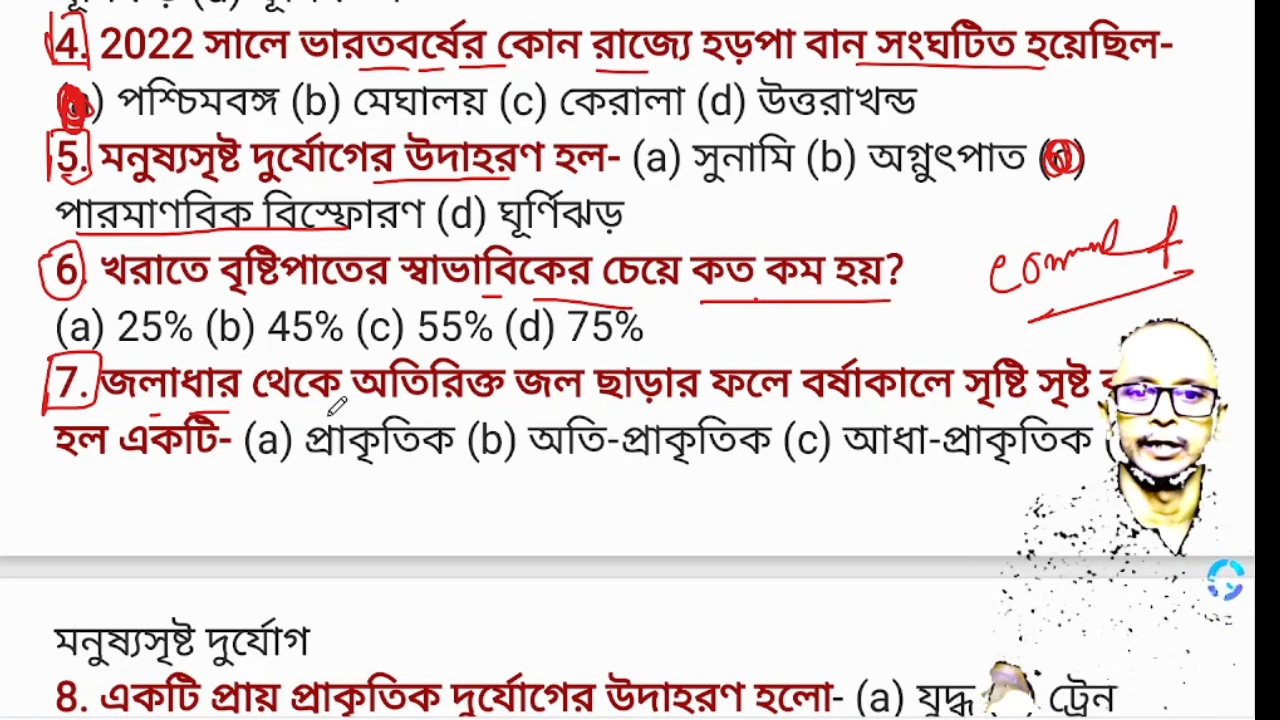 4. 2022 সালে ভারতবর্ষের কোন রাজ্যে হড়পা বান সংঘটিত হয়েছিল-
) পশ্চিমবঙ্গ (b) মেঘালয় (c) কেরালা (d) উত্তরাখন্ড
5. মনুষ্যসৃষ্ট দুর্যোগের উদাহরণ হল- (a) সুনামি (b) অগ্নুৎপাত ( )
পারমাণবিক বিস্ফোরণ (d) ঘূর্ণিঝড়
6. খরাতে বৃষ্টিপাতের স্বাভাবিকের চেয়ে কত কম হয়?
comment
(a) 25% (b) 45% (c) 55% (d) 75%
7. জলাধার থেকে অতিরিক্ত জল ছাড়ার ফলে বর্ষাকালে সৃষ্টি সৃষ্ট
হল একটি- (a) প্রাকৃতিক (b) অতি-প্রাকৃতিক (c) আধা-প্রাকৃতিক (
মনুষ্যসৃষ্ট দুর্যোগ
8. একটি প্রায় প্রাকৃতিক দুর্যোগের উদাহরণ হলো- (a) যুদ্ধ ট্রেন